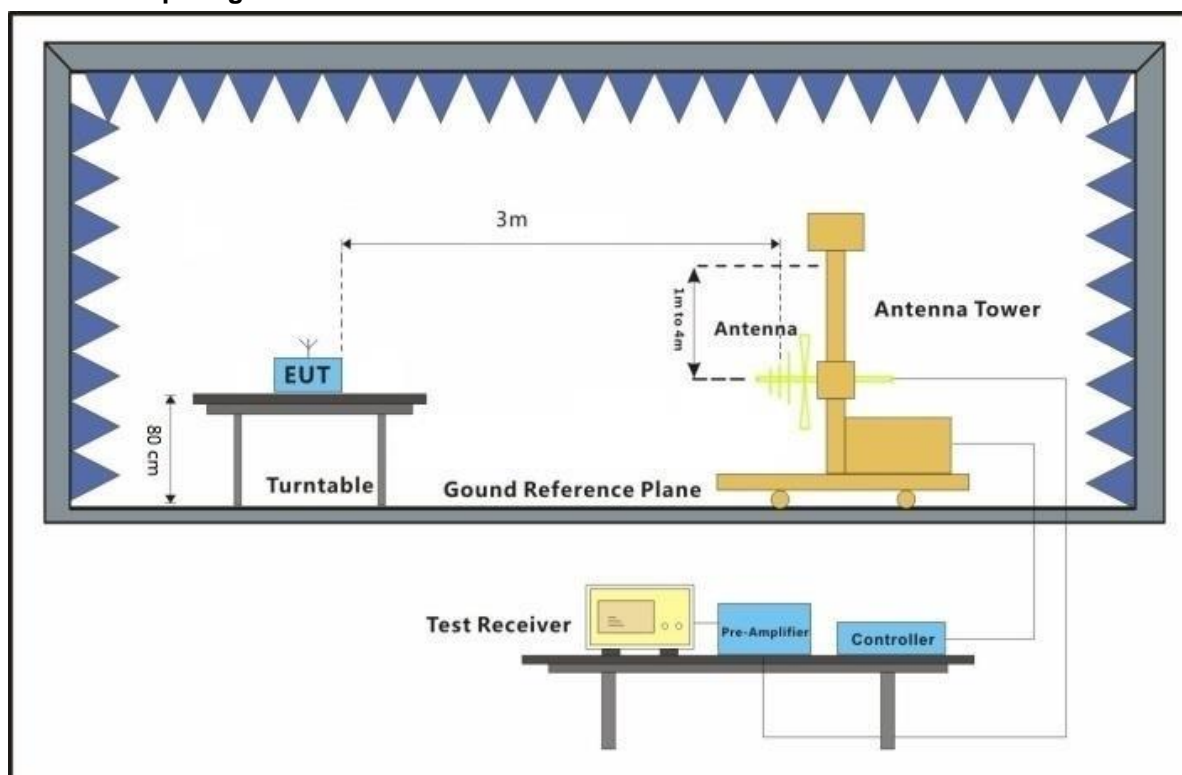 3m
1m to 4m
Antenna
Antenna Tower
EUT
80 cm
Turntable
Gound Reference Plane
Test Receiver
Pre-Amplifier
Controller